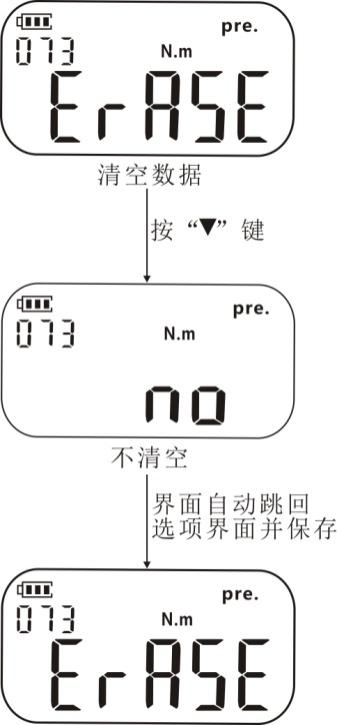 pre.
073 N.m
ErASE
清空数据
按“▼”键
pre.
073 N.m
no
不清空
界面自动跳回
选项界面并保存
pre.
073 N.m
ErASE